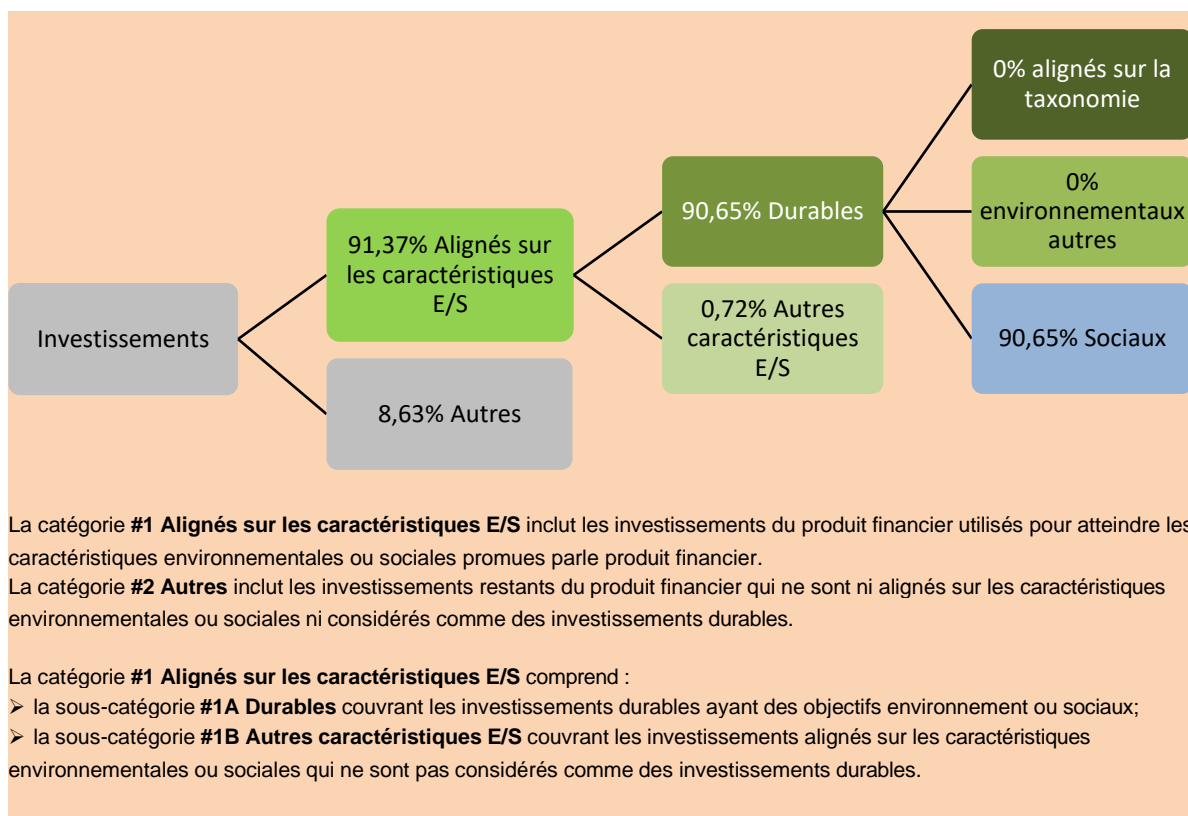 0% alignés sur la
taxonomie
90,65% Durables
0%
environnementaux
autres
91,37% Alignés sur
les caractéristiques
E/S
Investissements
0,72% Autres
caractéristiques
E/S
90,65% Sociaux
8,63% Autres
La catégorie #1 Alignés sur les caractéristiques E/S inclut les investissements du produit financier utilisés pour atteindre les
caractéristiques environnementales ou sociales promues parle produit financier.
La catégorie #2 Autres inclut les investissements restants du produit financier qui ne sont ni alignés sur les caractéristiques
environnementales ou sociales ni considérés comme des investissements durables.
La catégorie #1 Alignés sur les caractéristiques E/S comprend :
➢ la sous-catégorie #1A Durables couvrant les investissements durables ayant des objectifs environnement ou sociaux;
➢ la sous-catégorie #1B Autres caractéristiques E/S couvrant les investissements alignés sur les caractéristiques
environnementales ou sociales qui ne sont pas considérés comme des investissements durables.